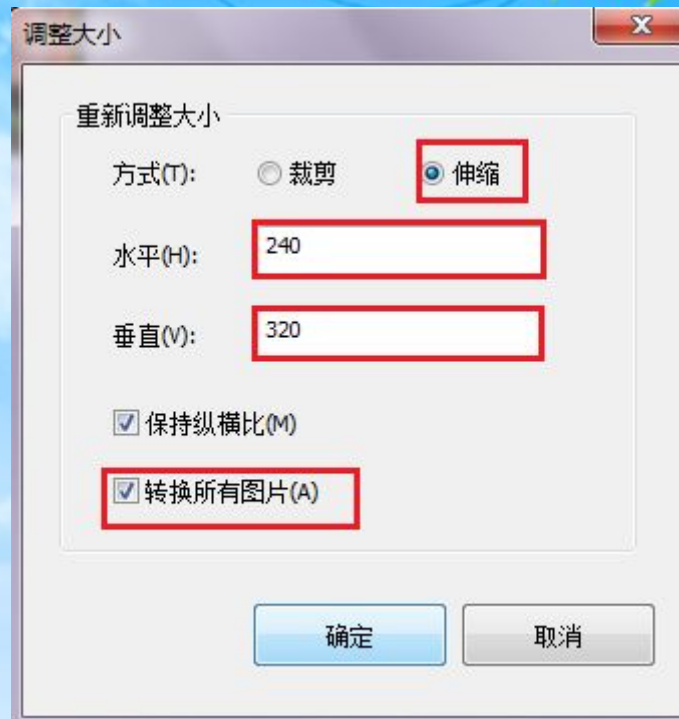 调整大小
重新调整大小
方式(T): 裁剪 伸缩
水平(H): 240
垂直(V): 320
保持纵横比(M)
转换所有图片(A)
确定 取消